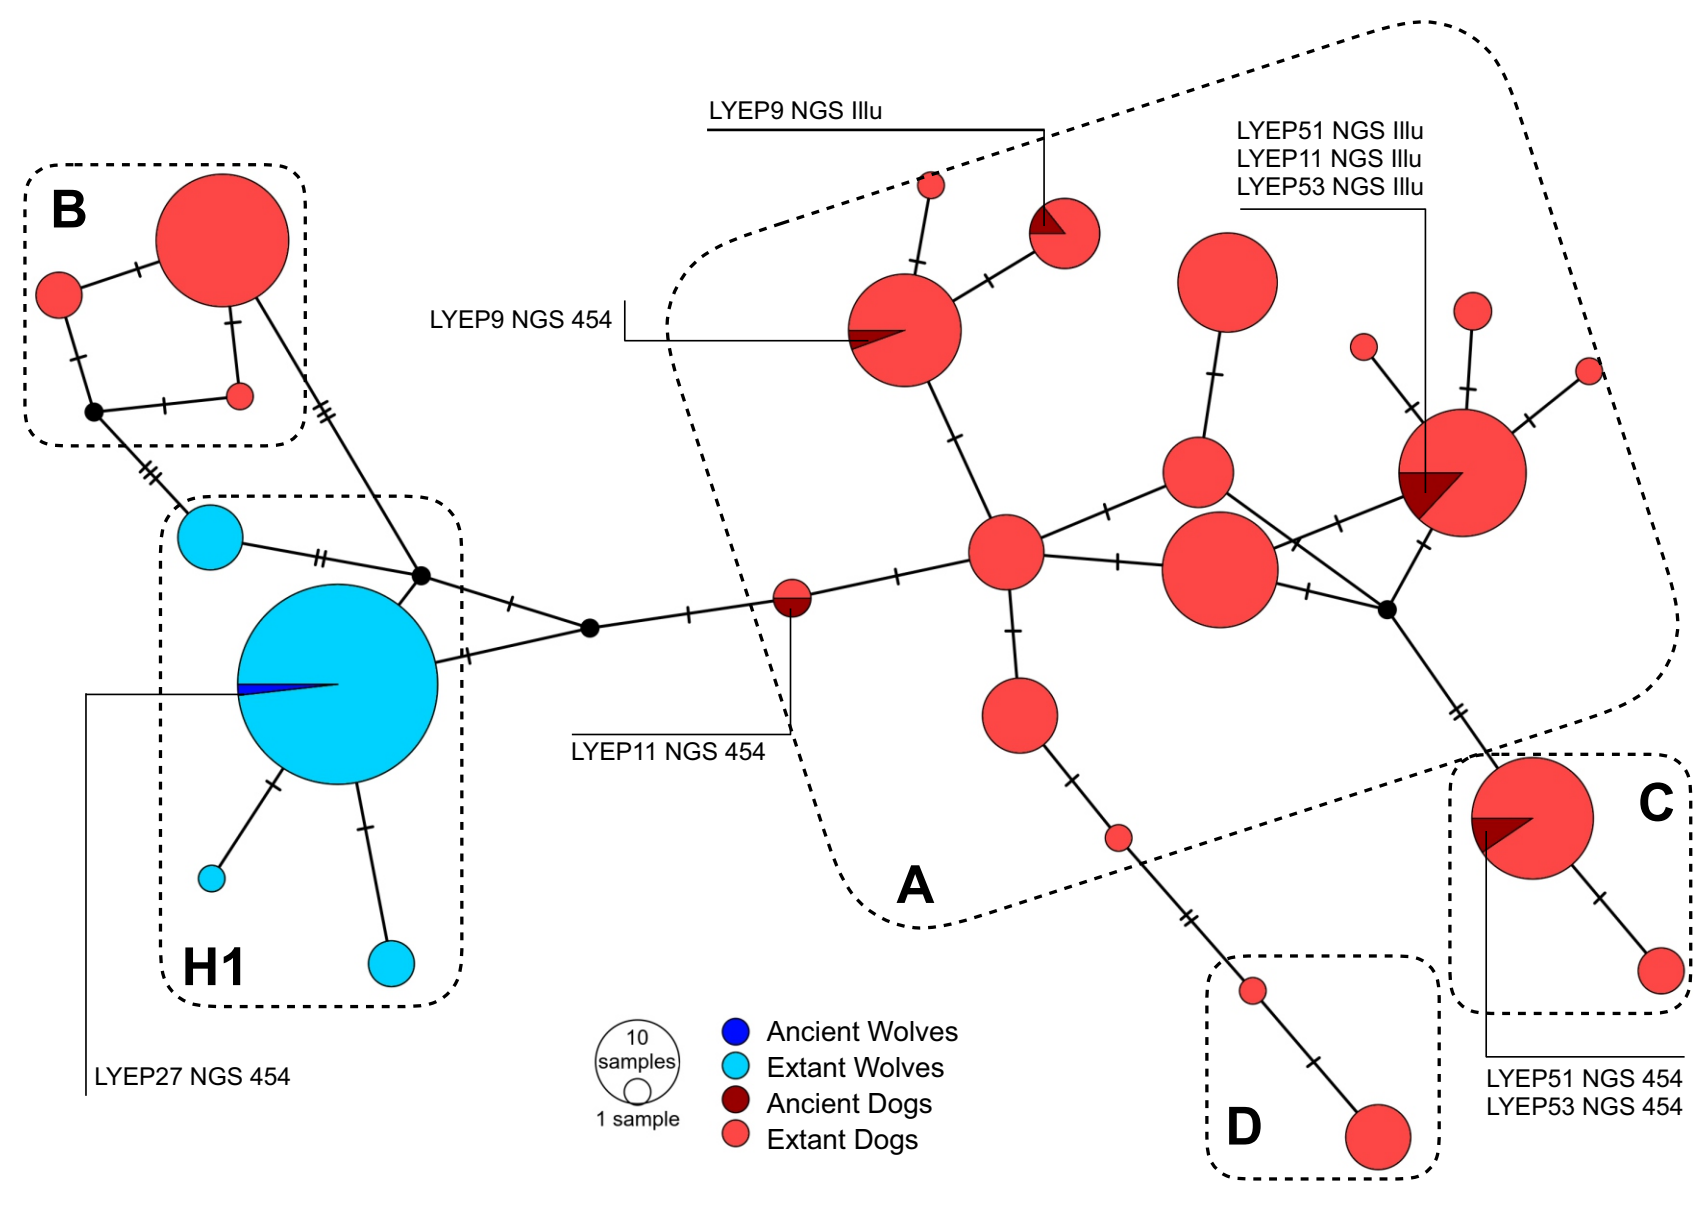 LYEP9 NGS Illu
LYEP51 NGS Illu
LYEP11 NGS Illu
LYEP53 NGS Illu
B
LYEP9 NGS 454
LYEP11 NGS 454
C
A
H1
LYEP27 NGS 454
10
samples
1 sample
Ancient Wolves
Extant Wolves
Ancient Dogs
Extant Dogs
D
LYEP51 NGS 454
LYEP53 NGS 454